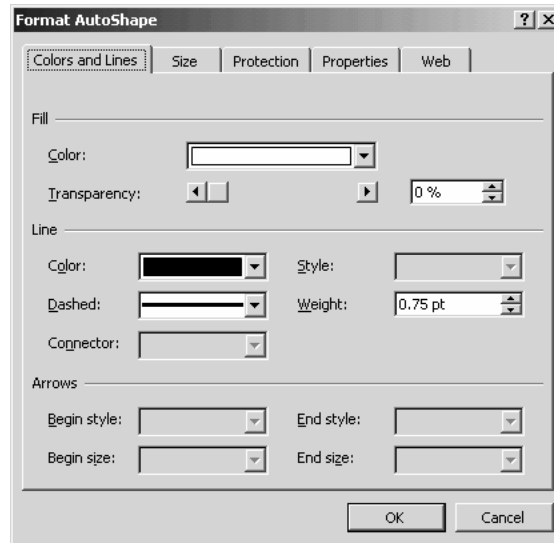 Format AutoShape
Colors and Lines Size Protection Properties Web
Fill
Color:
Transparency: 0 %
Line
Color: Style:
Dashed: Weight: 0.75 pt
Connector:
Arrows
Begin style: End style:
Begin size: End size:
OK Cancel